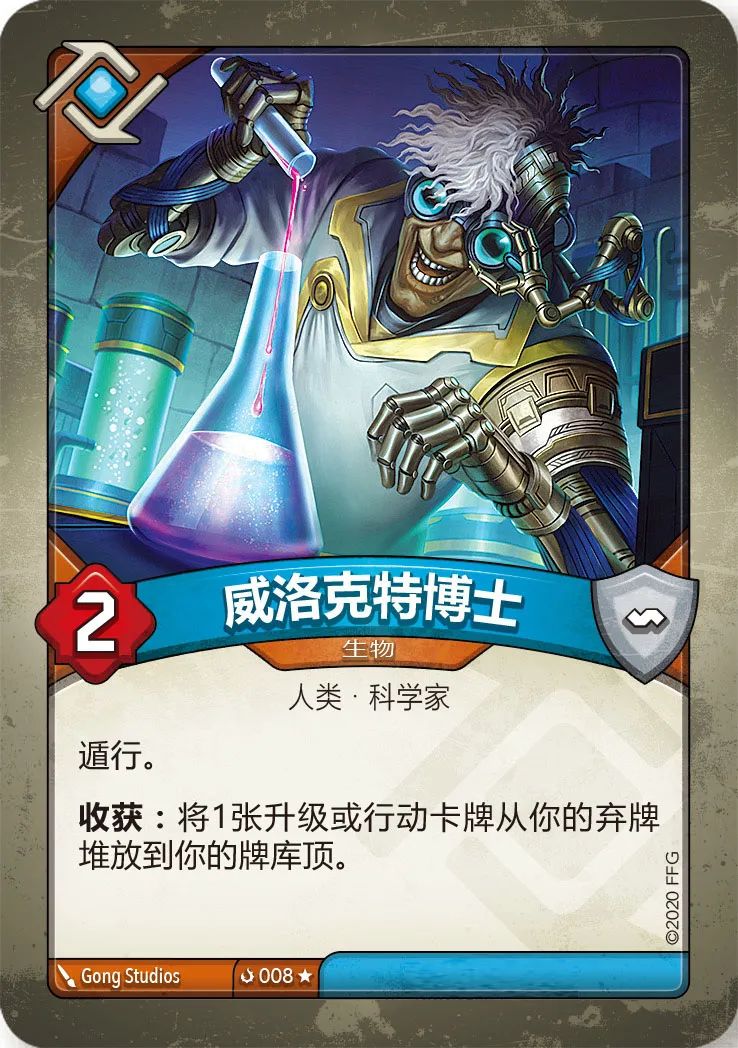 威洛克特博士
2
生物
人类 · 科学家
遁行。
收获：将1张升级或行动卡牌从你的弃牌
堆放到你的牌库顶。
©2020 FFG
Gong Studios
008